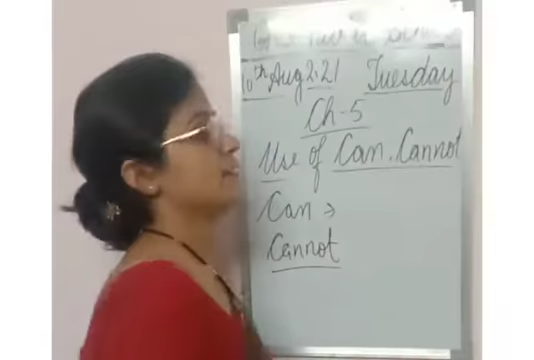 10th Aug 2021 Tuesday
Ch-5
Use of Can, Cannot
Can →
Cannot